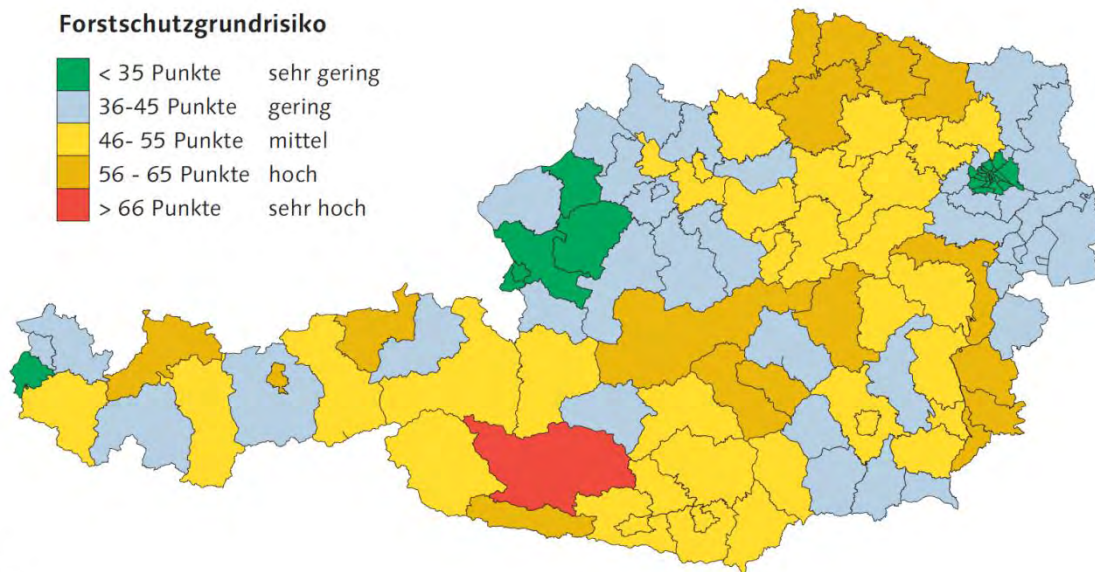 Forstschutzgrundrisiko
< 35 Punkte sehr gering
36-45 Punkte gering
46- 55 Punkte mittel
56 - 65 Punkte hoch
> 66 Punkte sehr hoch